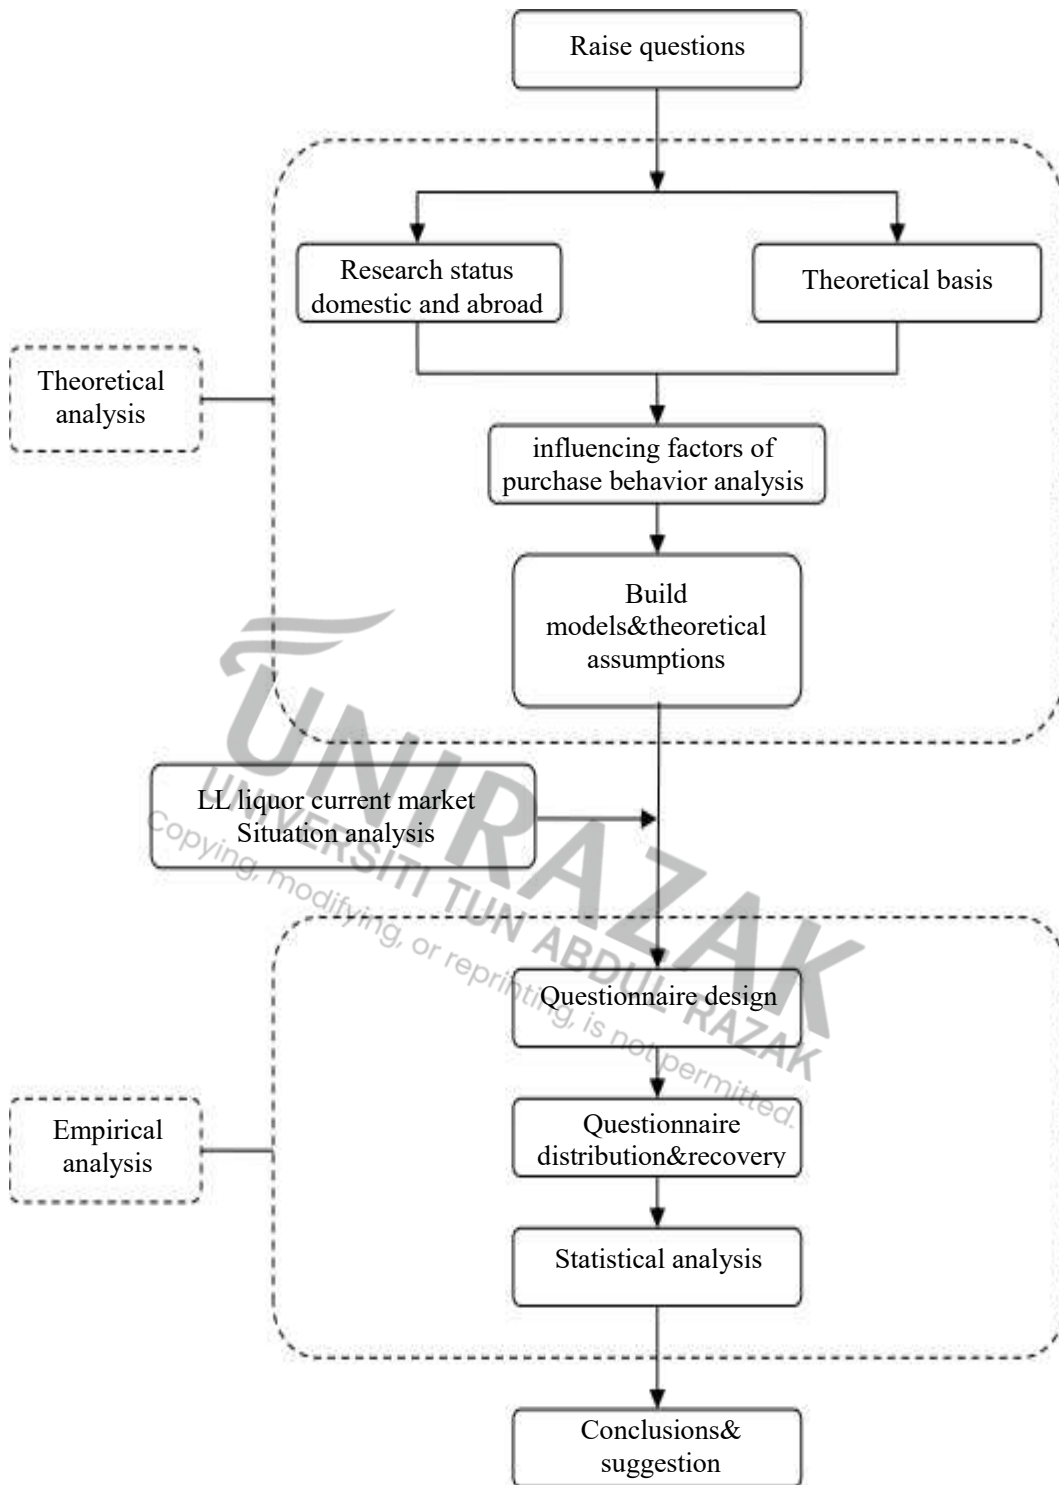 Raise questions
Research status
domestic and abroad
Theoretical basis
Theoretical
analysis
influencing factors of
purchase behavior analysis
Build
models&theoretical
assumptions
LL liquor current market
Situation analysis
UNIRAZAK
UNIVERSITI TUN ABDUL RAZAK
Copying, modifying, or reprinting, is not permitted.
Questionnaire design
Empirical
analysis
Questionnaire
distribution&recovery
Statistical analysis
Conclusions&
suggestion